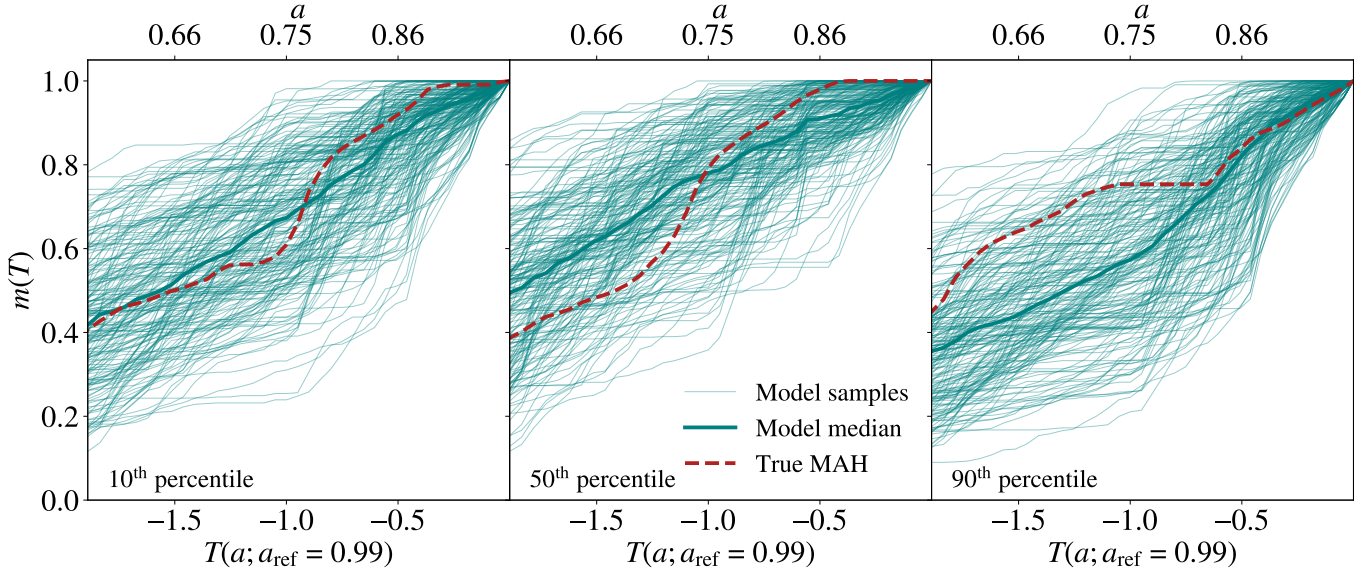 a a a
0.66 0.75 0.86 0.66 0.75 0.86 0.66 0.75 0.86
1.0
0.8
0.6
0.4
0.2
0.0
m(T)
Model samples
Model median
True MAH
10th percentile 50th percentile 90th percentile
−1.5 −1.0 −0.5 −1.5 −1.0 −0.5 −1.5 −1.0 −0.5
T(a; a_ref = 0.99) T(a; a_ref = 0.99) T(a; a_ref = 0.99)